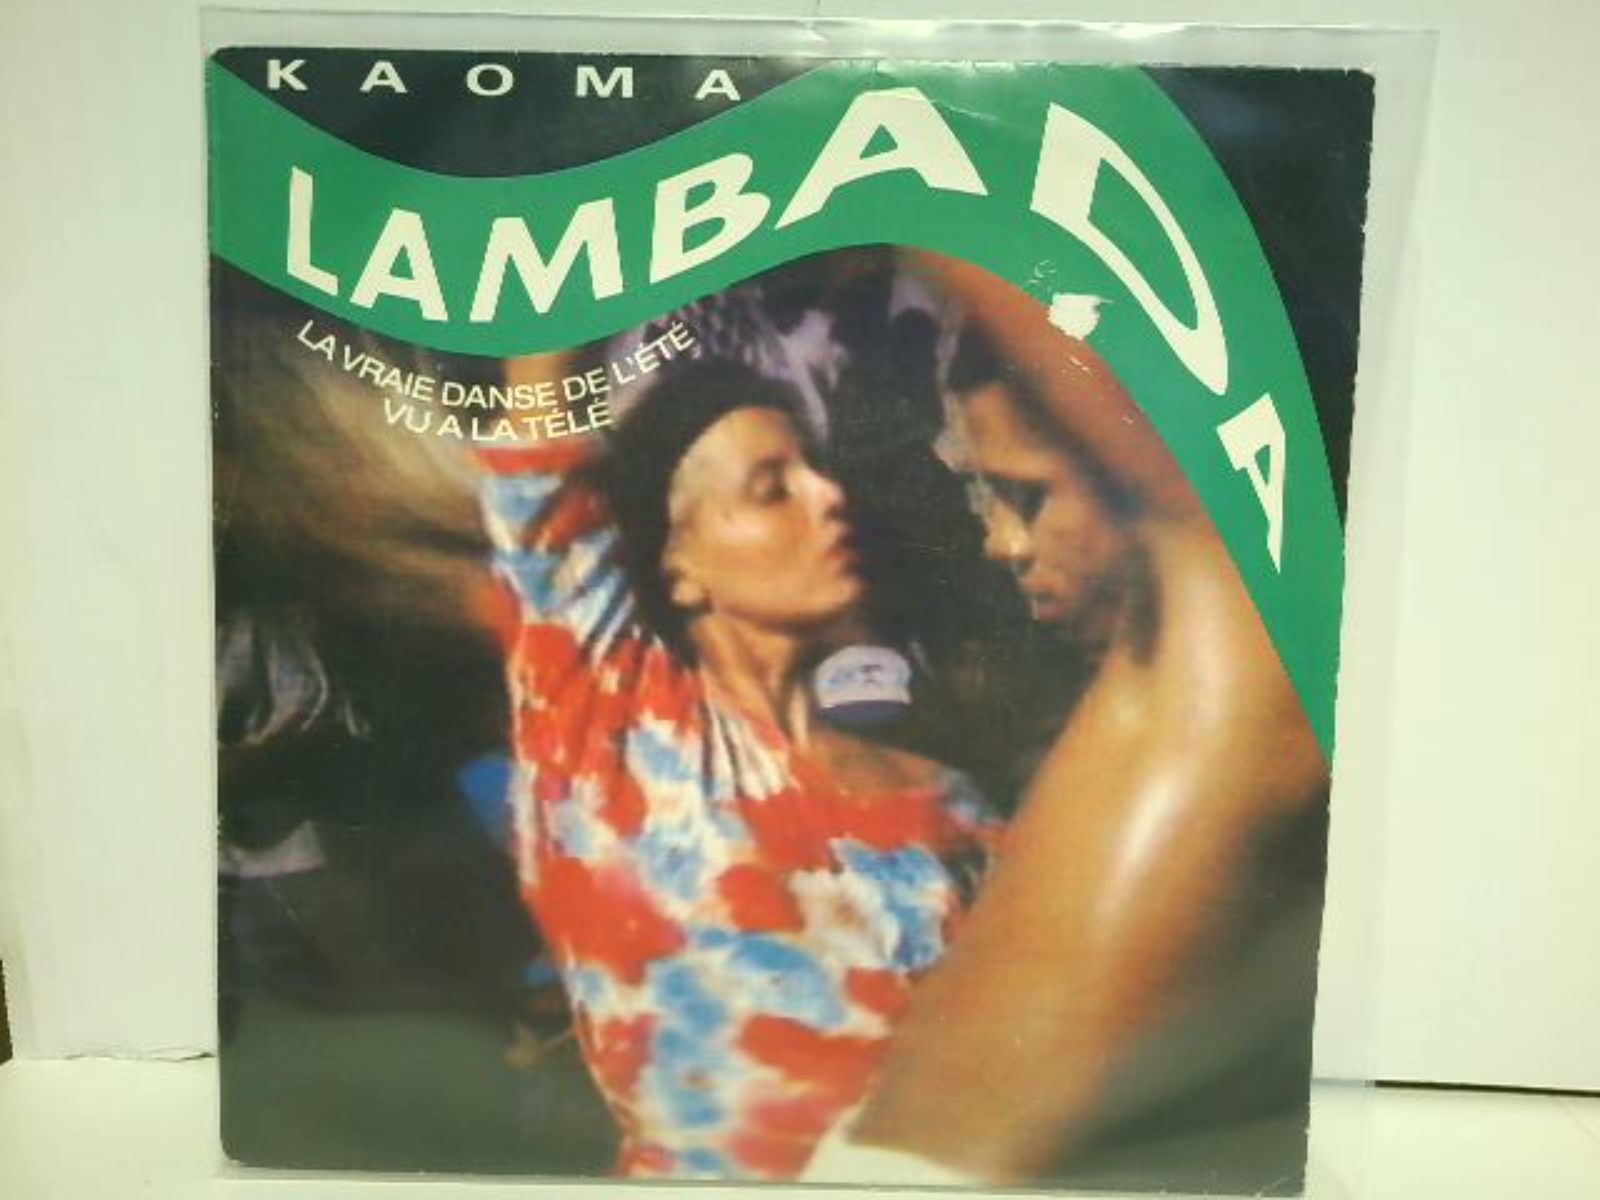 KAOMA
LAMBADA
LA VRAIE DANSE DE L'ÉTÉ
VU A LA TÉLÉ